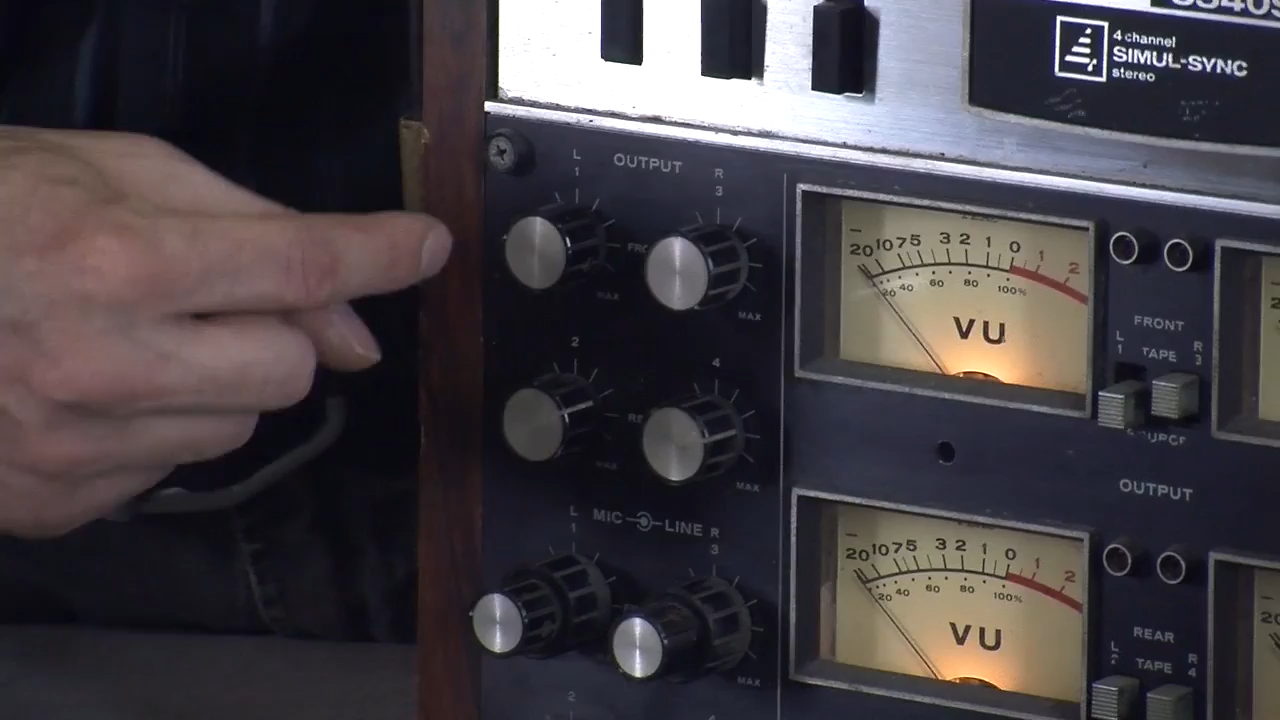 4 channel
SIMUL-SYNC
stereo
L OUTPUT R
1 3
MAX
MAX
2 4
MAX
MAX
L MIC LINE R
1 3
MAX
2
4
- 20 10 7 5 3 2 1 0 1 2
20 40 60 80 100%
VU
FRONT
L TAPE R
1 3
OUTPUT
- 20 10 7 5 3 2 1 0 1 2
20 40 60 80 100%
VU
REAR
L TAPE R
2 4